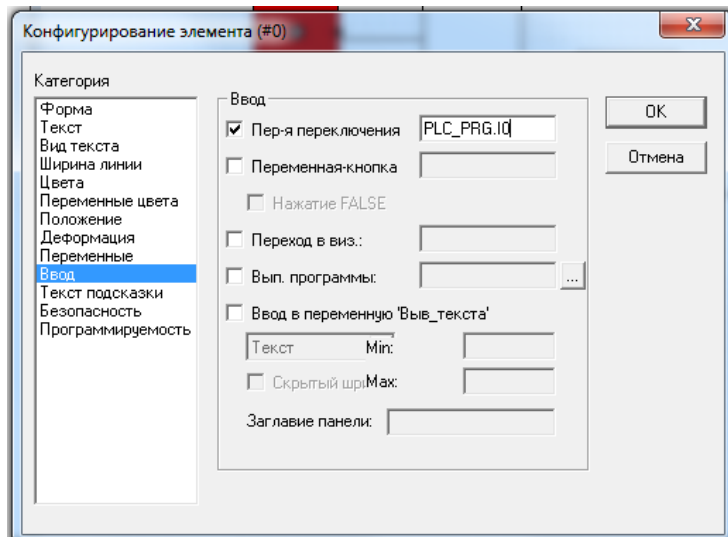 Конфигурирование элемента (#0)
Категория
Форма
Текст
Вид текста
Ширина линии
Цвета
Переменные цвета
Положение
Деформация
Переменные
Ввод
Текст подсказки
Безопасность
Программируемость
Ввод
Пер-я переключения PLC_PRG.I0
Переменная-кнопка
Нажатие FALSE
Переход в виз.:
Вып. программы: ...
Ввод в переменную 'Выв_текста'
Текст Min:
Скрытый шри Max:
Заглавие панели:
OK
Отмена